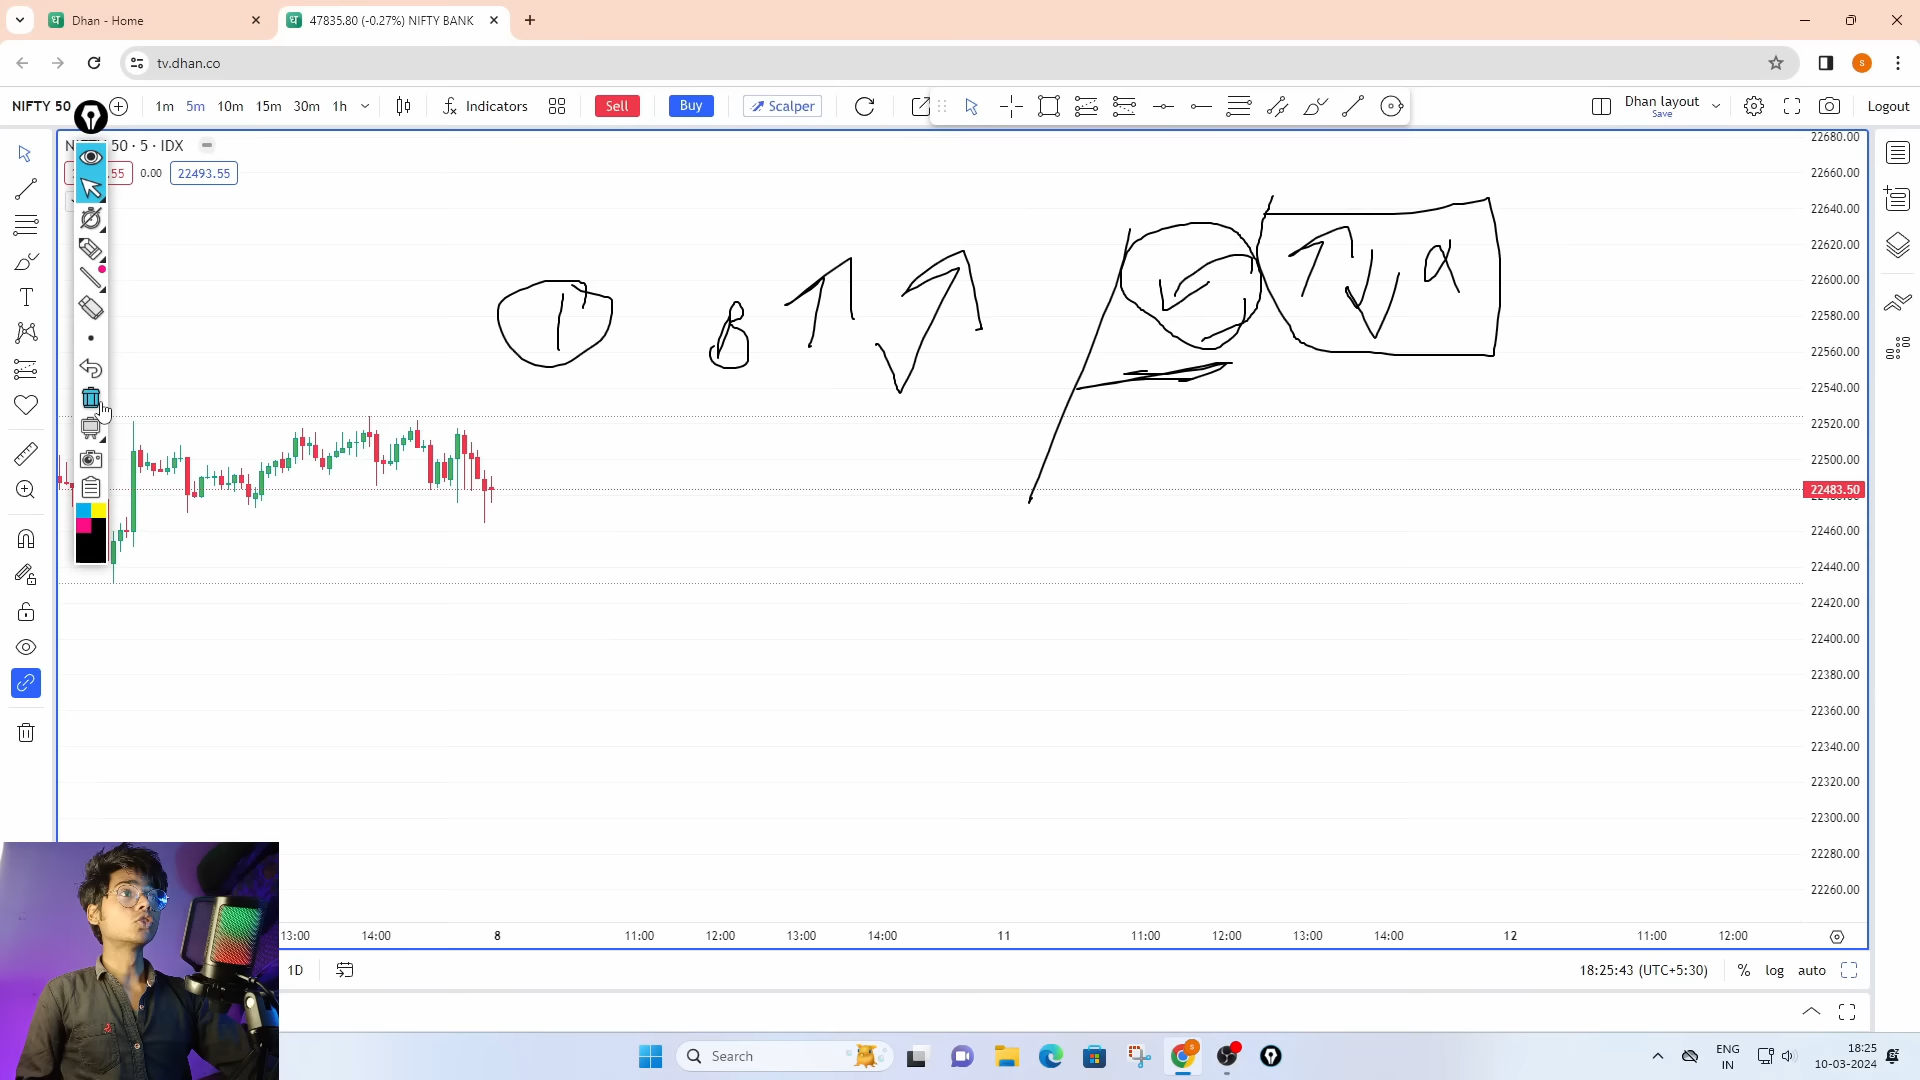 Dhan - Home
47835.80 (-0.27%) NIFTY BANK
tv.dhan.co
NIFTY 50 1m 5m 10m 15m 30m 1h Indicators Sell Buy Scalper Dhan layout Save Logout
50 · 5 · IDX
.55 0.00 22493.55
22680.00
22660.00
22640.00
22620.00
22600.00
22580.00
22560.00
22540.00
22520.00
22500.00
22483.50
22460.00
22440.00
22420.00
22400.00
22380.00
22360.00
22340.00
22320.00
22300.00
22280.00
22260.00
13:00 14:00 8 11:00 12:00 13:00 14:00 11 11:00 12:00 13:00 14:00 12 11:00 12:00
1D 18:25:43 (UTC+5:30) % log auto
Search
ENG
IN
18:25
10-03-2024